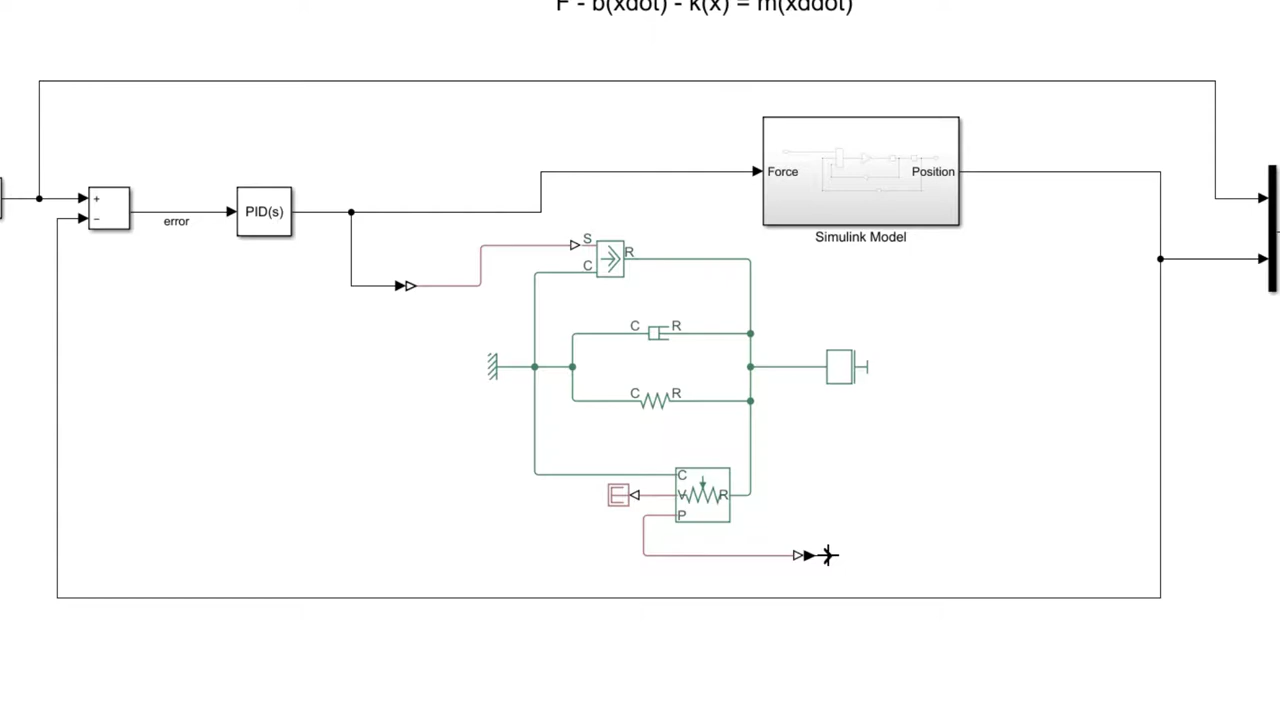 F - b(xdot) - k(x) = m(xddot)
Force
Position
Simulink Model
+
−
error
PID(s)
S
C
R
C
R
C
R
C
V
R
P